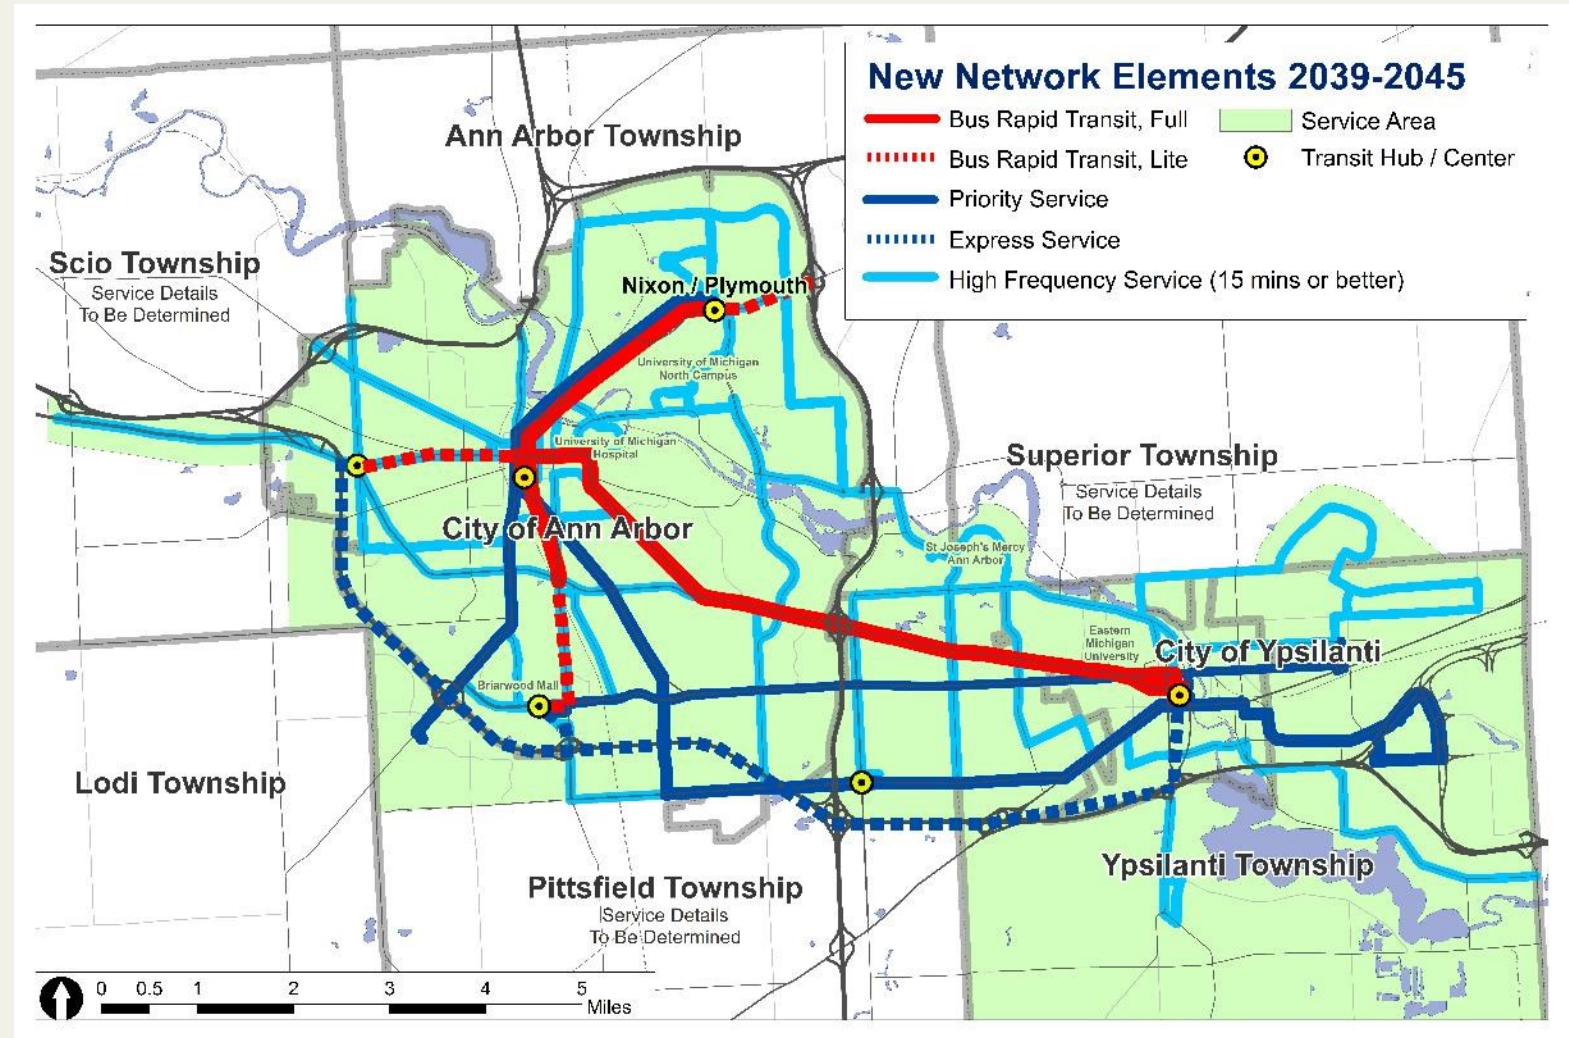 New Network Elements 2039-2045
Bus Rapid Transit, Full
Bus Rapid Transit, Lite
Priority Service
Express Service
High Frequency Service (15 mins or better)
Service Area
Transit Hub / Center
Ann Arbor Township
Scio Township
Service Details
To Be Determined
Nixon / Plymouth
University of Michigan
North Campus
University of Michigan
Hospital
City of Ann Arbor
Superior Township
Service Details
To Be Determined
St Joseph's Mercy
Ann Arbor
Eastern
Michigan
University
City of Ypsilanti
Briarwood Mall
Lodi Township
Pittsfield Township
Service Details
To Be Determined
Ypsilanti Township
0 0.5 1 2 3 4 5
Miles